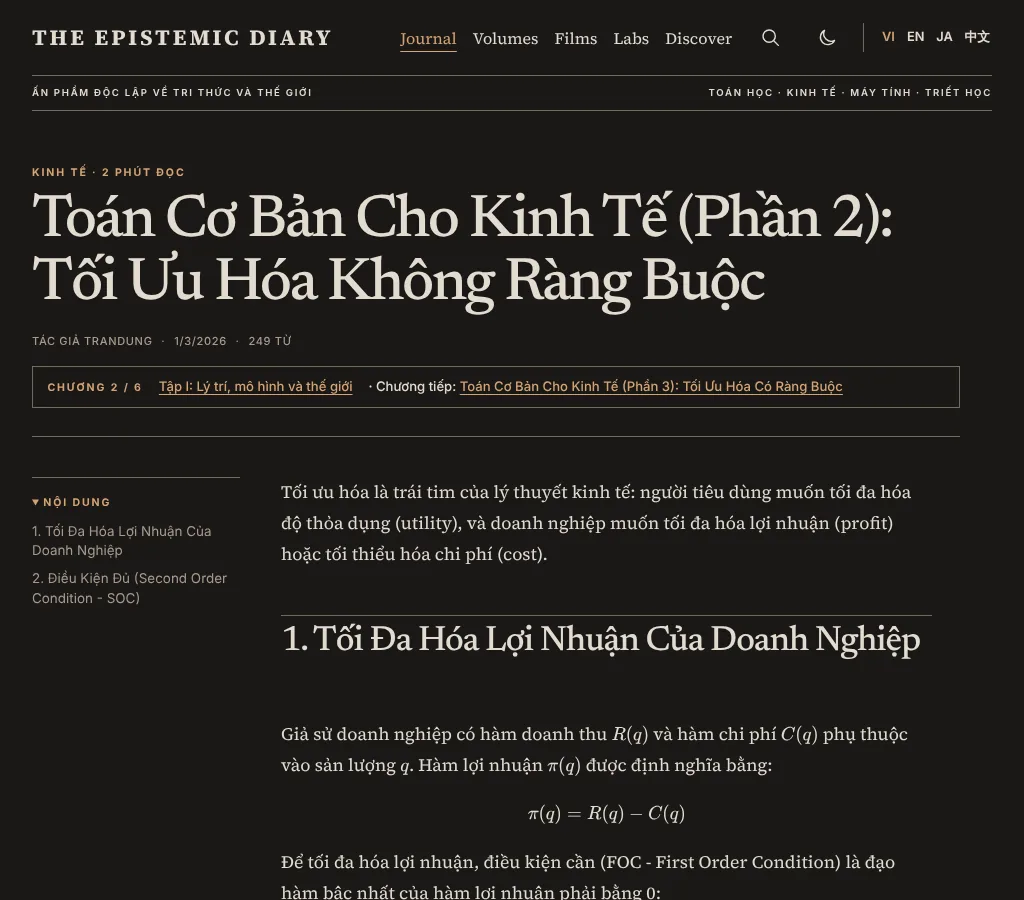 THE EPISTEMIC DIARY
Journal Volumes Films Labs Discover VI EN JA 中文
ẤN PHẨM ĐỘC LẬP VỀ TRI THỨC VÀ THẾ GIỚI
TOÁN HỌC · KINH TẾ · MÁY TÍNH · TRIẾT HỌC
KINH TẾ · 2 PHÚT ĐỌC
Toán Cơ Bản Cho Kinh Tế (Phần 2):
Tối Ưu Hóa Không Ràng Buộc
TÁC GIẢ TRANDUNG · 1/3/2026 · 249 TỪ
CHƯƠNG 2 / 6 Tập I: Lý trí, mô hình và thế giới · Chương tiếp: Toán Cơ Bản Cho Kinh Tế (Phần 3): Tối Ưu Hóa Có Ràng Buộc
▾ NỘI DUNG
1. Tối Đa Hóa Lợi Nhuận Của
Doanh Nghiệp
2. Điều Kiện Đủ (Second Order
Condition - SOC)
Tối ưu hóa là trái tim của lý thuyết kinh tế: người tiêu dùng muốn tối đa hóa
độ thỏa dụng (utility), và doanh nghiệp muốn tối đa hóa lợi nhuận (profit)
hoặc tối thiểu hóa chi phí (cost).
1. Tối Đa Hóa Lợi Nhuận Của Doanh Nghiệp
Giả sử doanh nghiệp có hàm doanh thu R(q) và hàm chi phí C(q) phụ thuộc
vào sản lượng q. Hàm lợi nhuận π(q) được định nghĩa bằng:
π(q) = R(q) − C(q)
Để tối đa hóa lợi nhuận, điều kiện cần (FOC - First Order Condition) là đạo
hàm bậc nhất của hàm lợi nhuận phải bằng 0: